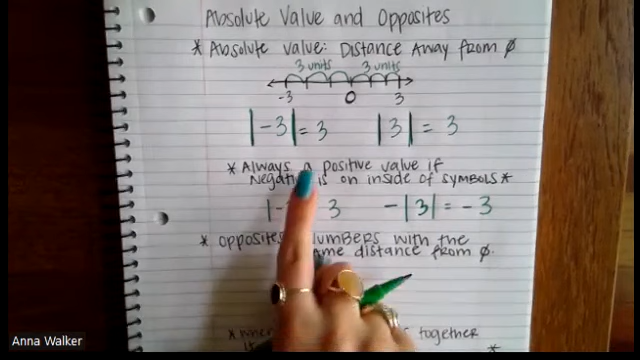 Absolute Value and Opposites
* Absolute Value: Distance Away from 0
3 units 3 units
-3 0 3
|-3| = 3 |3| = 3
* Always a positive value if
Negative is on inside of symbols *
3 -|3| = -3
* Opposites Numbers with the
same distance from 0.
together
*
Anna Walker